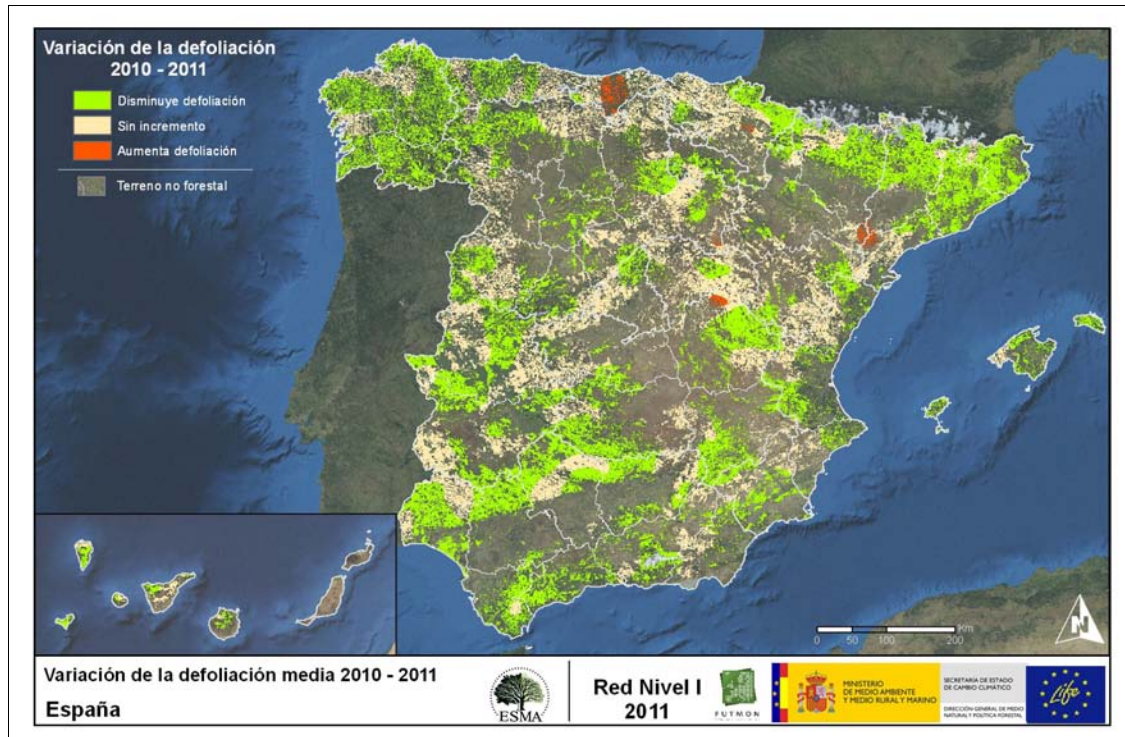 Variación de la defoliación
2010 - 2011
Disminuye defoliación
Sin incremento
Aumenta defoliación
Terreno no forestal
Km
0 50 100 200
N
Variación de la defoliación media 2010 - 2011
España
ESMA
Red Nivel I
2011
FUTMON
MINISTERIO
DE MEDIO AMBIENTE
Y MEDIO RURAL Y MARINO
SECRETARÍA DE ESTADO
DE CAMBIO CLIMÁTICO
DIRECCIÓN GENERAL DE MEDIO
NATURAL Y POLÍTICA FORESTAL
Life